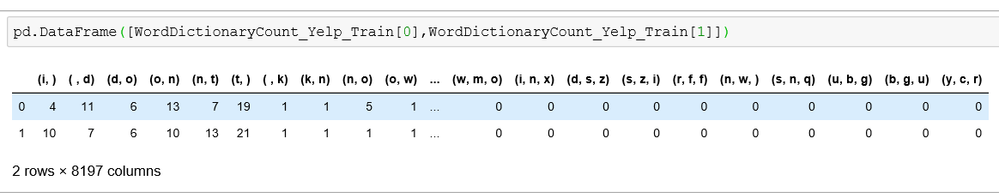 pd.DataFrame([WordDictionaryCount_Yelp_Train[0],WordDictionaryCount_Yelp_Train[1]])
(i, ) ( , d) (d, o) (o, n) (n, t) (t, ) ( , k) (k, n) (n, o) (o, w) ... (w, m, o) (i, n, x) (d, s, z) (s, z, i) (r, f, f) (n, w, ) (s, n, q) (u, b, g) (b, g, u) (y, c, r)
0 4 11 6 13 7 19 1 1 5 1 ... 0 0 0 0 0 0 0 0 0 0
1 10 7 6 10 13 21 1 1 1 1 ... 0 0 0 0 0 0 0 0 0 0
2 rows × 8197 columns